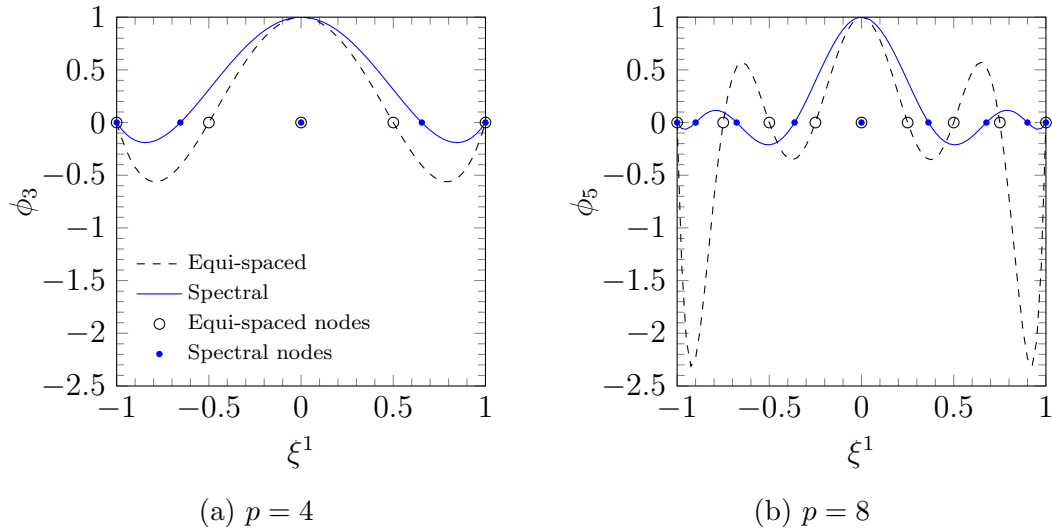 1
0.5
0
−0.5
−1
−1.5
−2
−2.5
ϕ₃
−1
−0.5
0
0.5
1
ξ¹
Equi-spaced
Spectral
Equi-spaced nodes
Spectral nodes
(a) p = 4
1
0.5
0
−0.5
−1
−1.5
−2
−2.5
ϕ₅
−1
−0.5
0
0.5
1
ξ¹
(b) p = 8